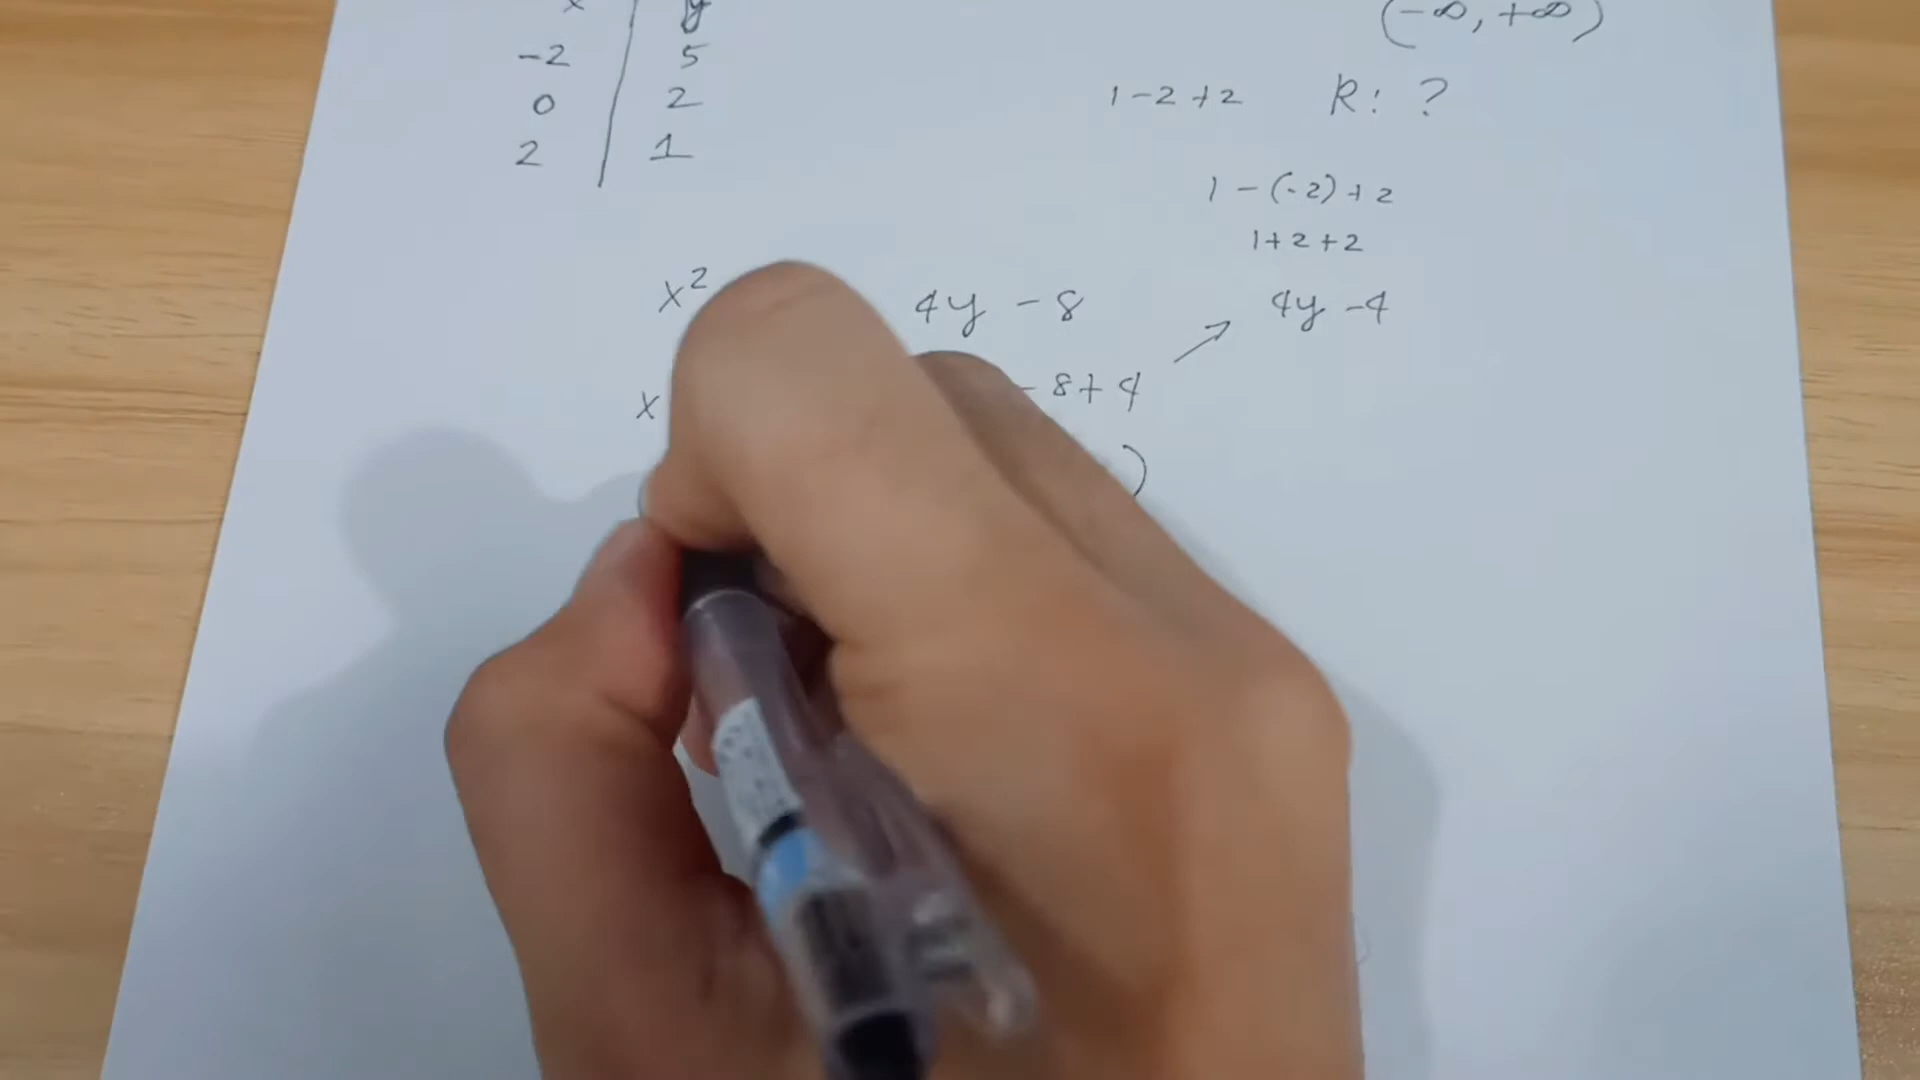 x y
-2 5
0 2
2 1
(-∞, +∞)
1-2+2 R: ?
1-(-2)+2
1+2+2
x² 4y - 8 4y - 4
x - 8+4
)